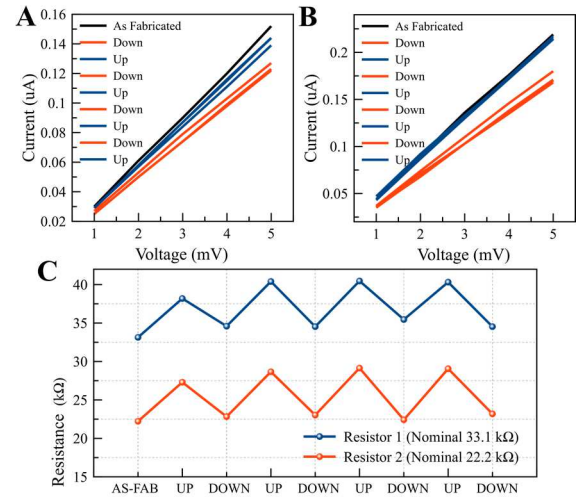 A
0.16
0.14
0.12
0.1
0.08
0.06
0.04
0.02
Current (uA)
As Fabricated
Down
Up
Down
Up
Down
Up
Down
Up
1
2
3
4
5
Voltage (mV)
B
0.2
0.15
0.1
0.05
Current (uA)
As Fabricated
Down
Up
Down
Up
Down
Up
Down
Up
1
2
3
4
5
Voltage (mV)
C
40
35
30
25
20
15
Resistance (kΩ)
Resistor 1 (Nominal 33.1 kΩ)
Resistor 2 (Nominal 22.2 kΩ)
AS-FAB UP DOWN UP DOWN UP DOWN UP DOWN